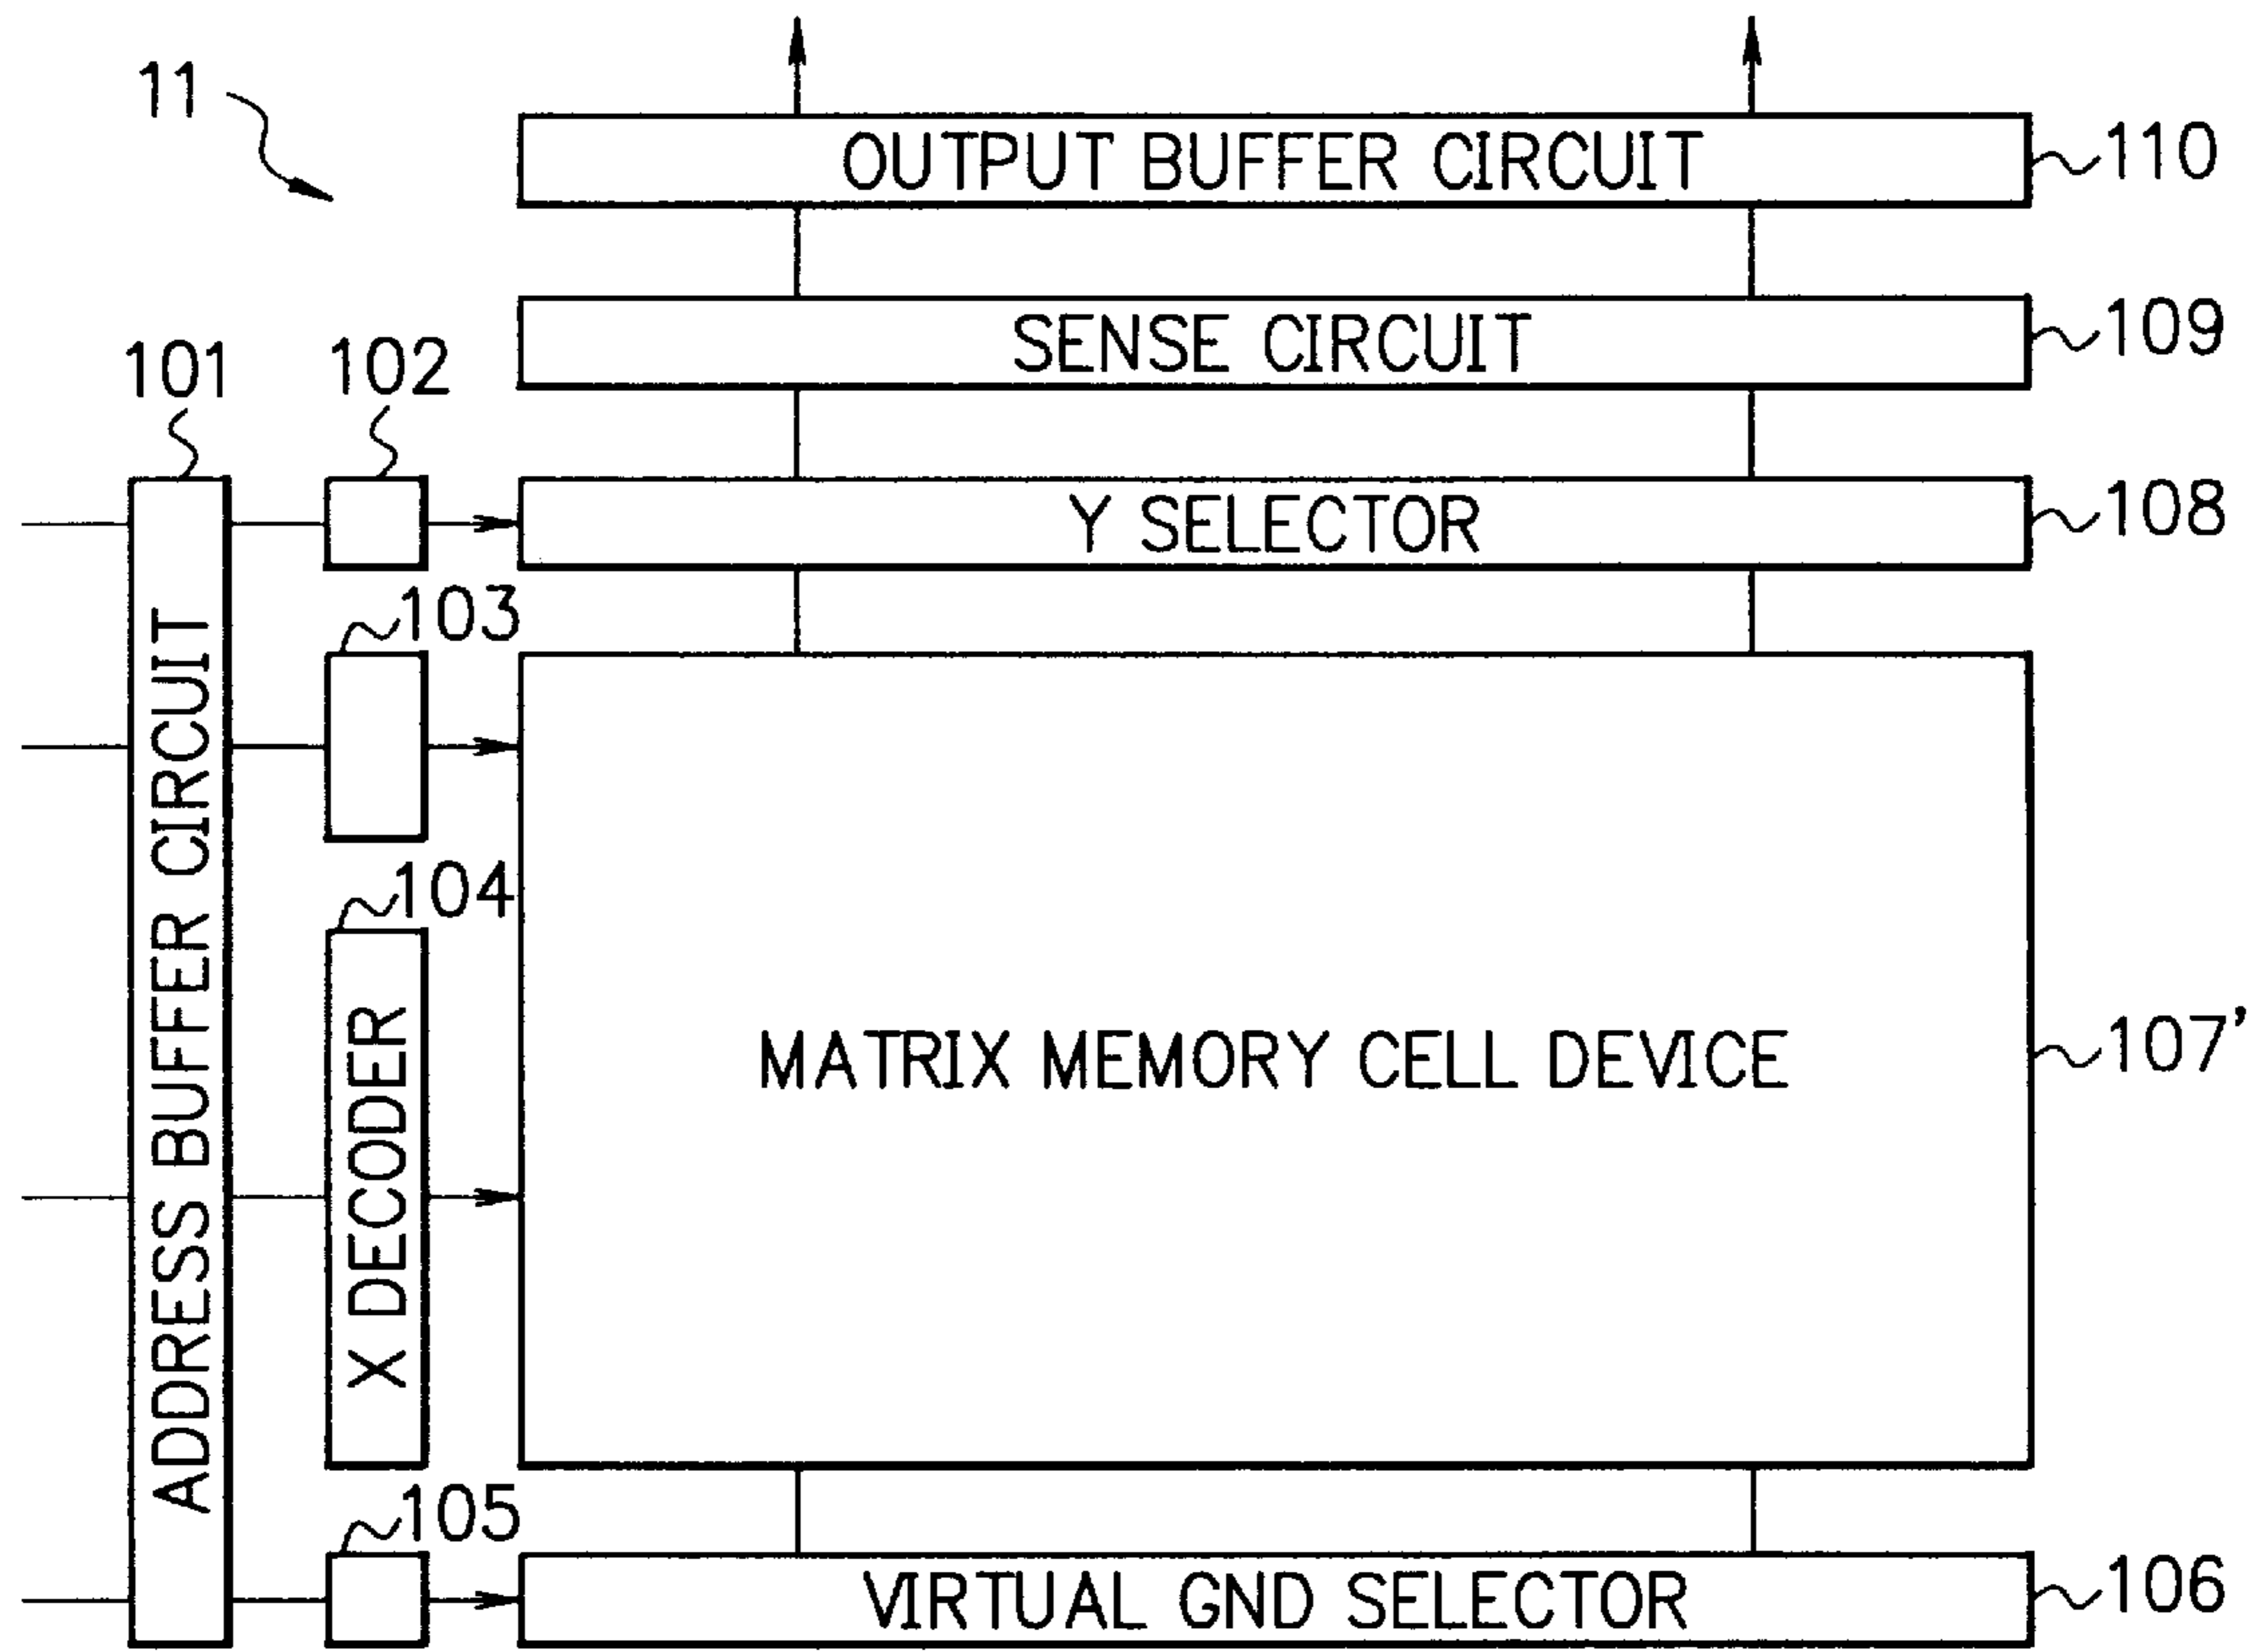 11
OUTPUT BUFFER CIRCUIT
110
SENSE CIRCUIT
109
101
102
Y SELECTOR
108
103
ADDRESS BUFFER CIRCUIT
104
X DECODER
MATRIX MEMORY CELL DEVICE
107'
105
VIRTUAL GND SELECTOR
106